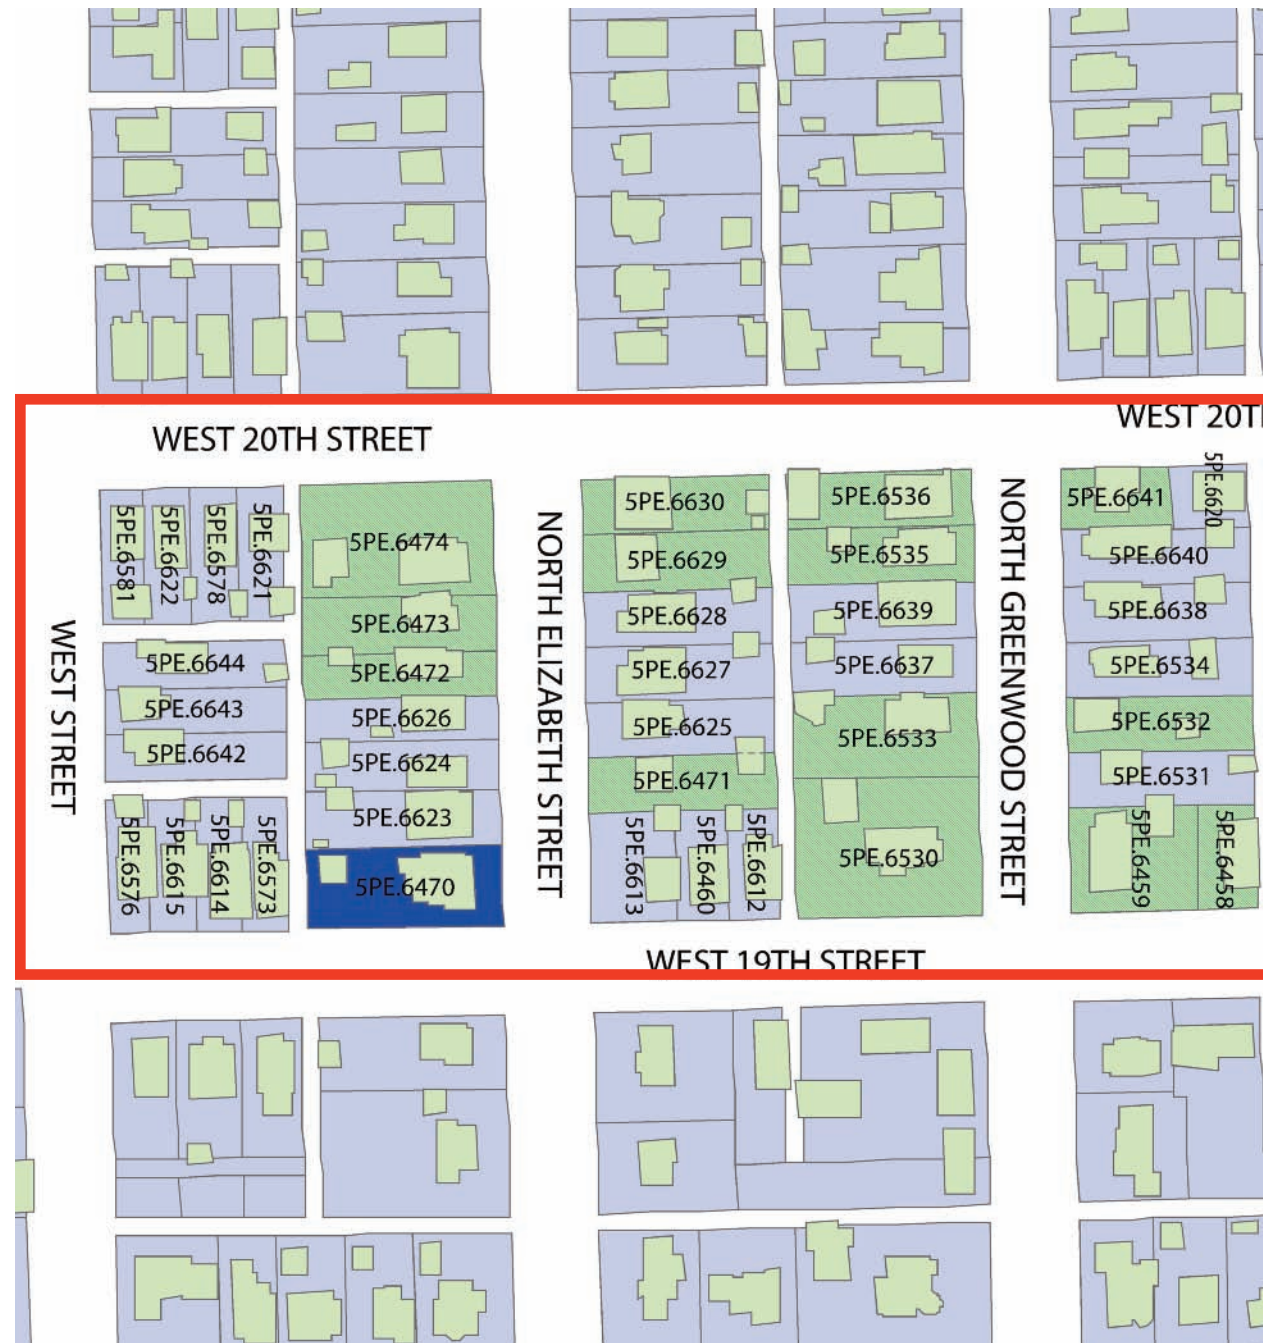 WEST 20TH STREET
WEST 20T
WEST STREET
5PE.6581
5PE.6622
5PE.6578
5PE.6621
5PE.6644
5PE.6643
5PE.6642
5PE.6576
5PE.6615
5PE.6614
5PE.6573
5PE.6474
5PE.6473
5PE.6472
5PE.6626
5PE.6624
5PE.6623
5PE.6470
NORTH ELIZABETH STREET
5PE.6630
5PE.6629
5PE.6628
5PE.6627
5PE.6625
5PE.6471
5PE.6613
5PE.6460
5PE.6612
5PE.6536
5PE.6535
5PE.6639
5PE.6637
5PE.6533
5PE.6530
NORTH GREENWOOD STREET
5PE.6641
5PE.6620
5PE.6640
5PE.6638
5PE.6534
5PE.6532
5PE.6531
5PE.6459
5PE.6458
WEST 19TH STREET